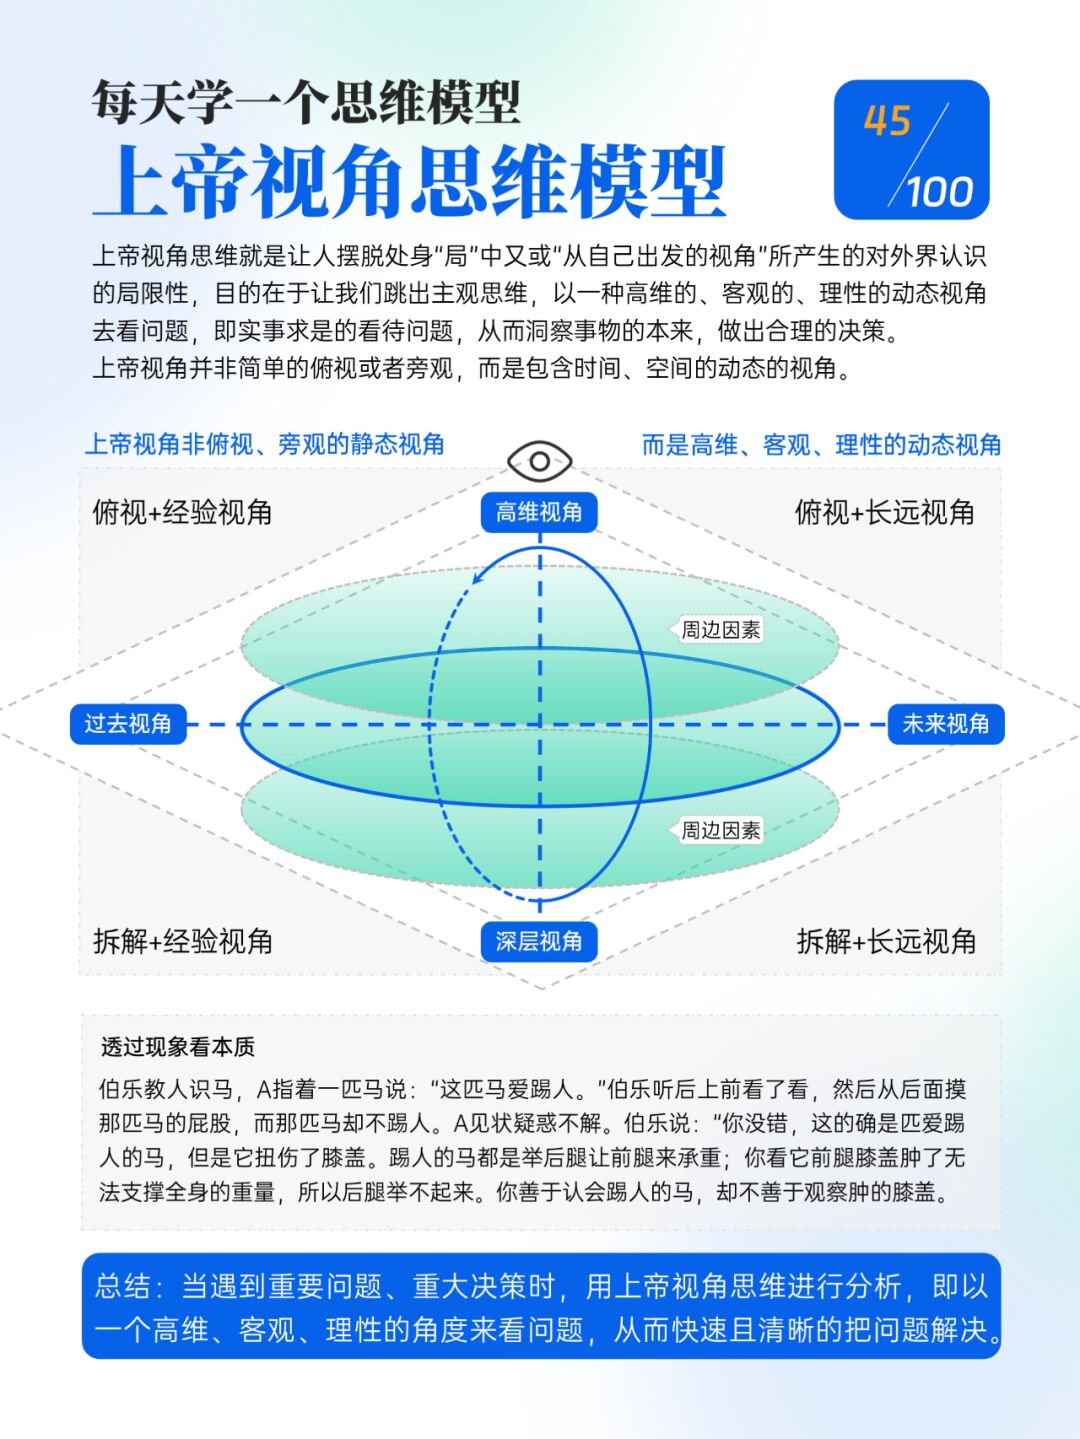 每天学一个思维模型
上帝视角思维模型
45
100
上帝视角思维就是让人摆脱处身“局”中又或“从自己出发的视角”所产生的对外界认识
的局限性，目的在于让我们跳出主观思维，以一种高维的、客观的、理性的动态视角
去看问题，即实事求是的看待问题，从而洞察事物的本来，做出合理的决策。
上帝视角并非简单的俯视或者旁观，而是包含时间、空间的动态的视角。
上帝视角非俯视、旁观的静态视角
而是高维、客观、理性的动态视角
俯视+经验视角
高维视角
俯视+长远视角
周边因素
过去视角
未来视角
周边因素
拆解+经验视角
深层视角
拆解+长远视角
透过现象看本质
伯乐教人识马，A指着一匹马说：“这匹马爱踢人。”伯乐听后上前看了看，然后从后面摸
那匹马的屁股，而那匹马却不踢人。A见状疑惑不解。伯乐说：“你没错，这的确是匹爱踢
人的马，但是它扭伤了膝盖。踢人的马都是举后腿让前腿来承重；你看它前腿膝盖肿了无
法支撑全身的重量，所以后腿举不起来。你善于认会踢人的马，却不善于观察肿的膝盖。
总结：当遇到重要问题、重大决策时，用上帝视角思维进行分析，即以
一个高维、客观、理性的角度来看问题，从而快速且清晰的把问题解决。